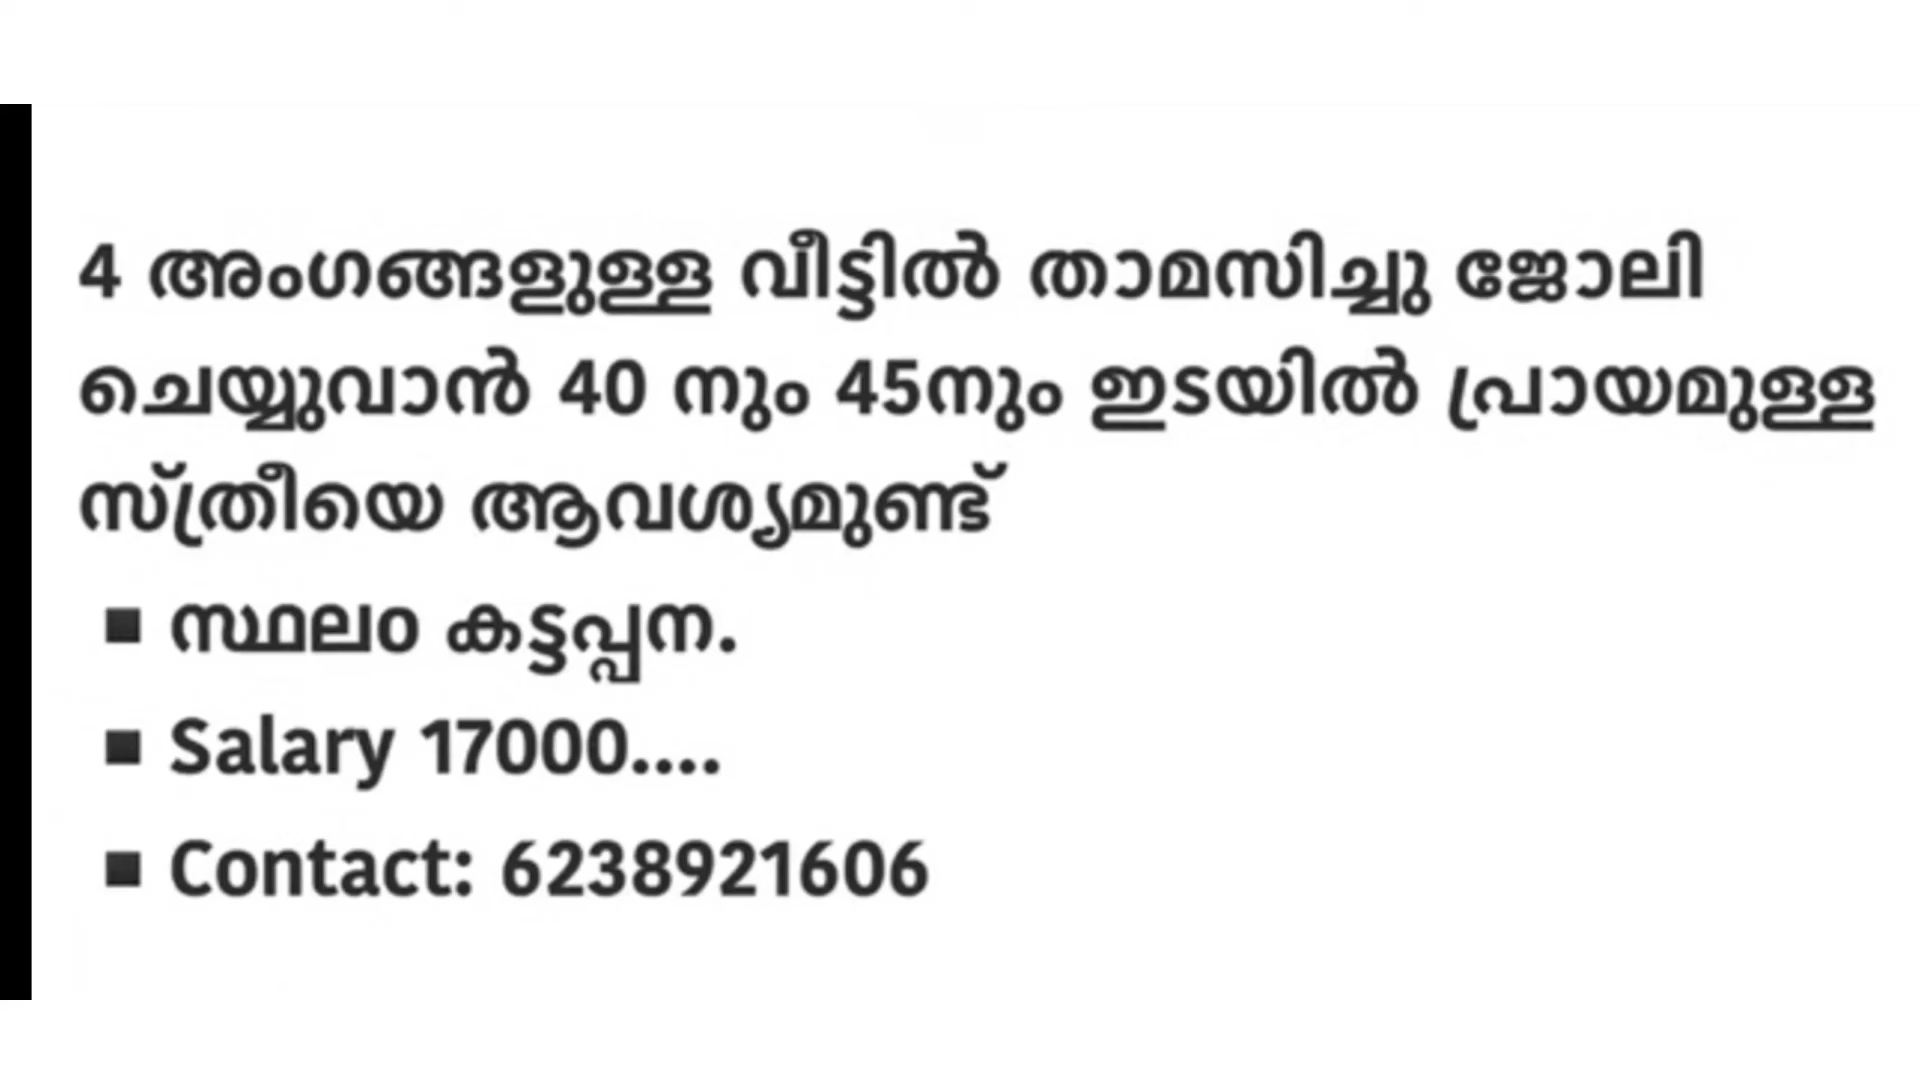 4 അംഗങ്ങളുള്ള വീട്ടിൽ താമസിച്ചു ജോലി
ചെയ്യുവാൻ 40 നും 45നും ഇടയിൽ പ്രായമുള്ള
സ്ത്രീയെ ആവശ്യമുണ്ട്
▪ സ്ഥലം കട്ടപ്പന.
▪ Salary 17000....
▪ Contact: 6238921606